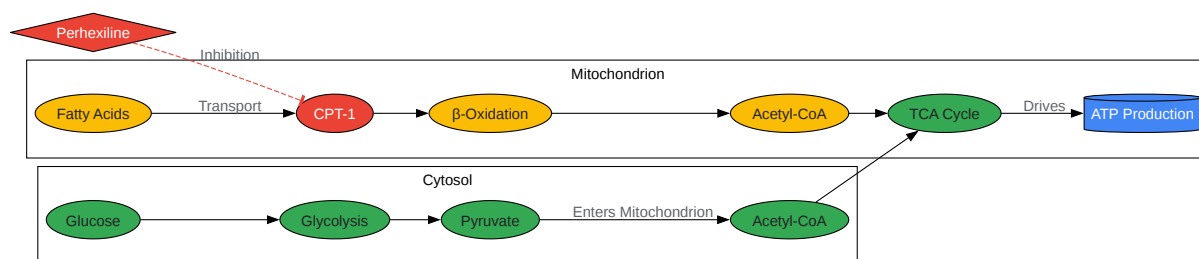 Perhexiline
Inhibition
Mitochondrion
Fatty Acids
Transport
CPT-1
β-Oxidation
Acetyl-CoA
TCA Cycle
Drives
ATP Production
Cytosol
Glucose
Glycolysis
Pyruvate
Enters Mitochondrion
Acetyl-CoA